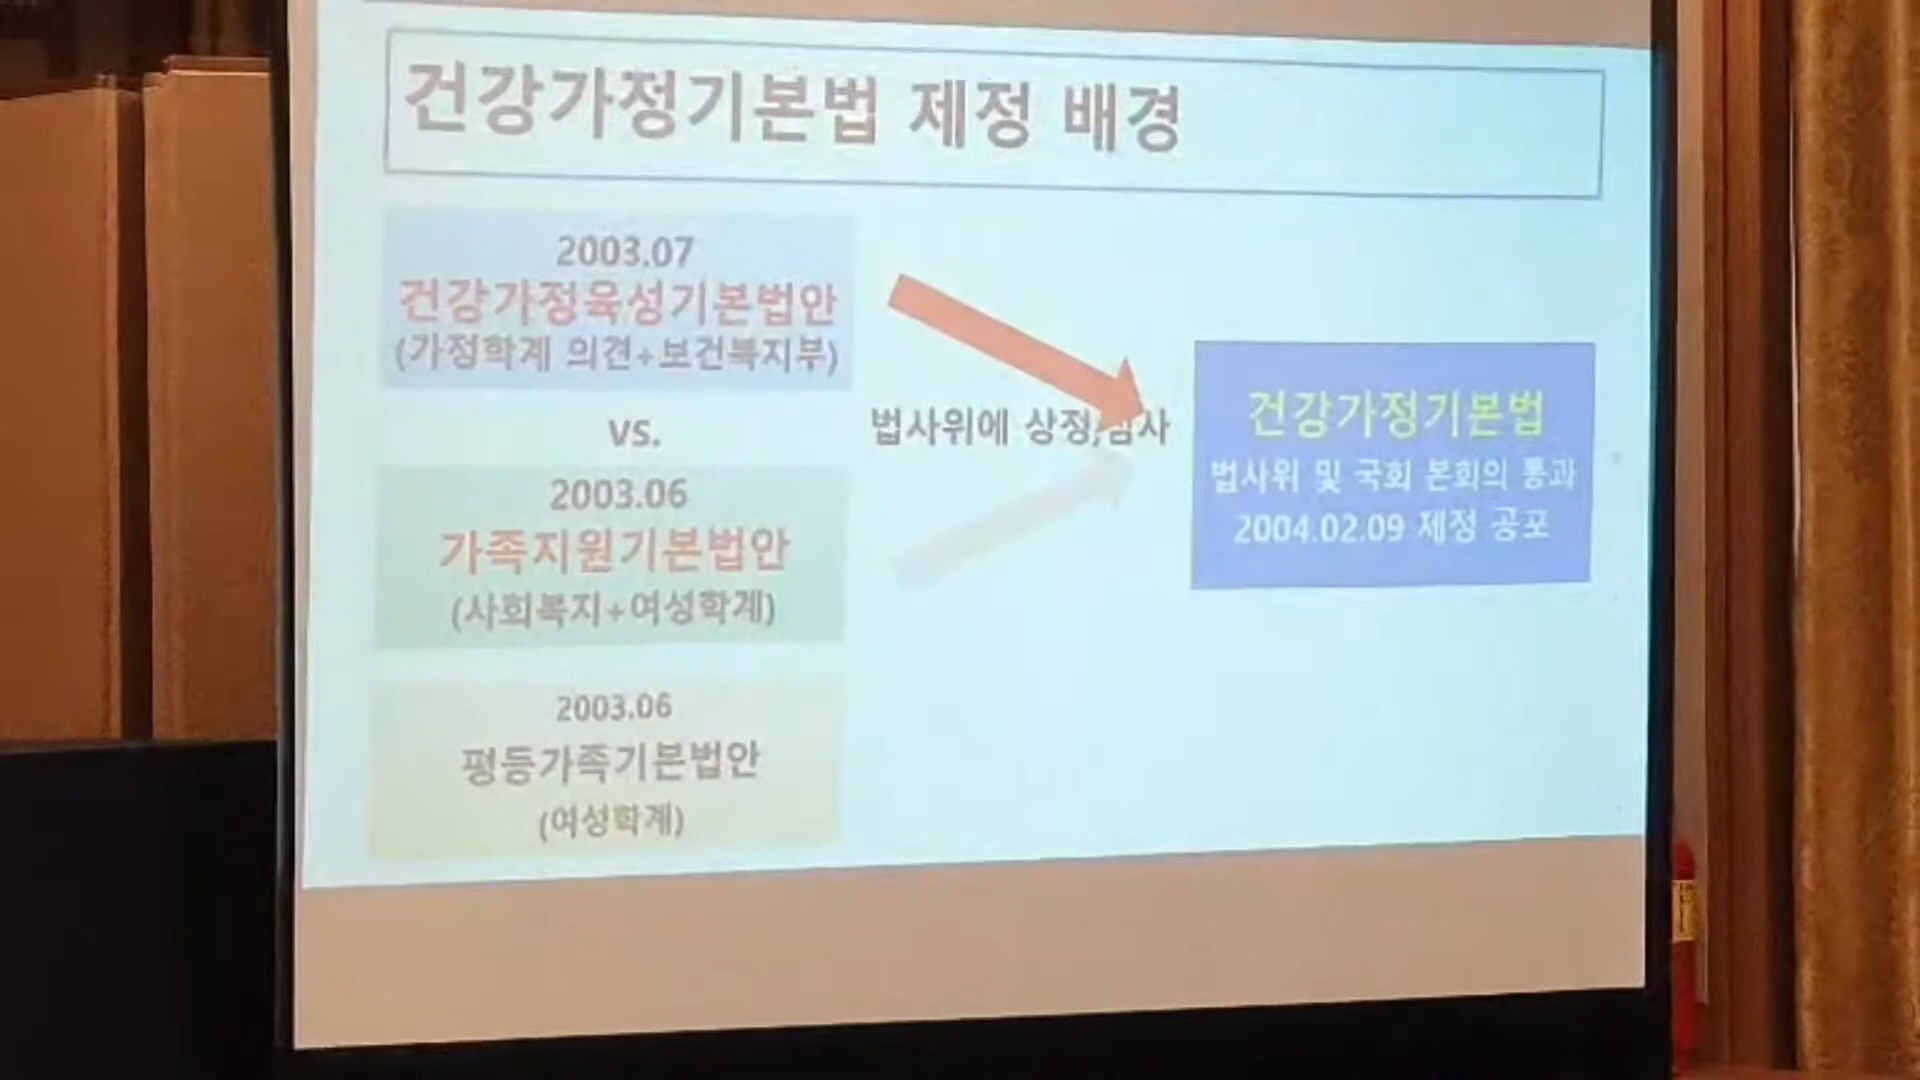 건강가정기본법 제정 배경
2003.07
건강가정육성기본법안
(가정학계 의견+보건복지부)
vs.
2003.06
가족지원기본법안
(사회복지+여성학계)
2003.06
평등가족기본법안
(여성학계)
법사위에 상정,
건강가정기본법
법사위 및 국회 본회의 통과
2004.02.09 제정 공포